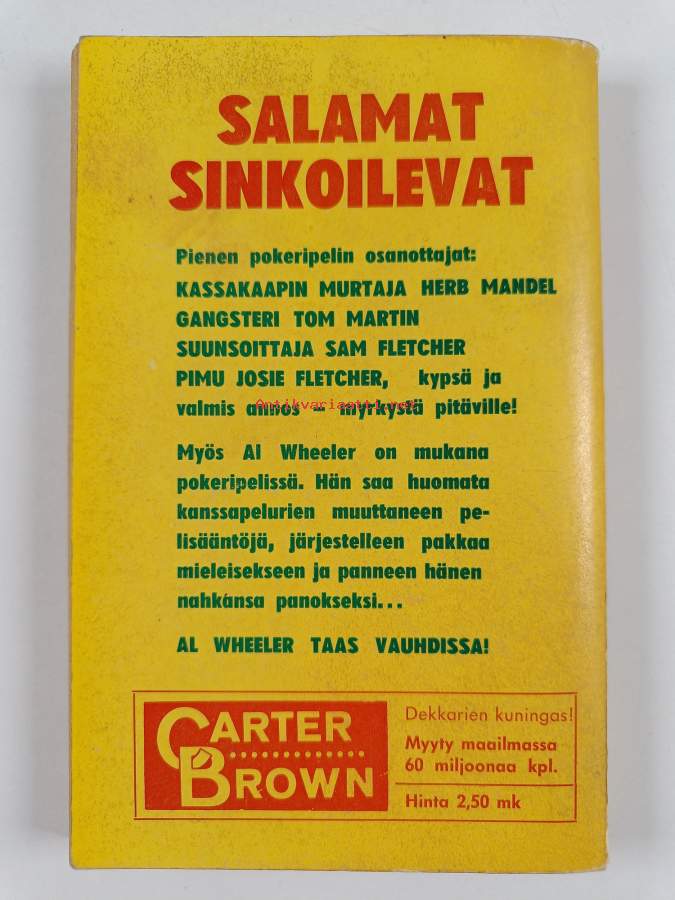 SALAMAT
SINKOILEVAT
Pienen pokeripelin osanottajat:
KASSAKAAPIN MURTAJA HERB MANDEL
GANGSTERI TOM MARTIN
SUUNSOITTAJA SAM FLETCHER
PIMU JOSIE FLETCHER, kypsä ja
valmis annos – myrkystä pitäville!
Antikvariaatti.net
Myös Al Wheeler on mukana
pokeripelissä. Hän saa huomata
kanssapelurien muuttaneen pe-
lisääntöjä, järjestelleen pakkaa
mieleisekseen ja panneen hänen
nahkansa panokseksi...
AL WHEELER TAAS VAUHDISSA!
CARTER
BROWN
Dekkarien kuningas!
Myyty maailmassa
60 miljoonaa kpl.
Hinta 2,50 mk